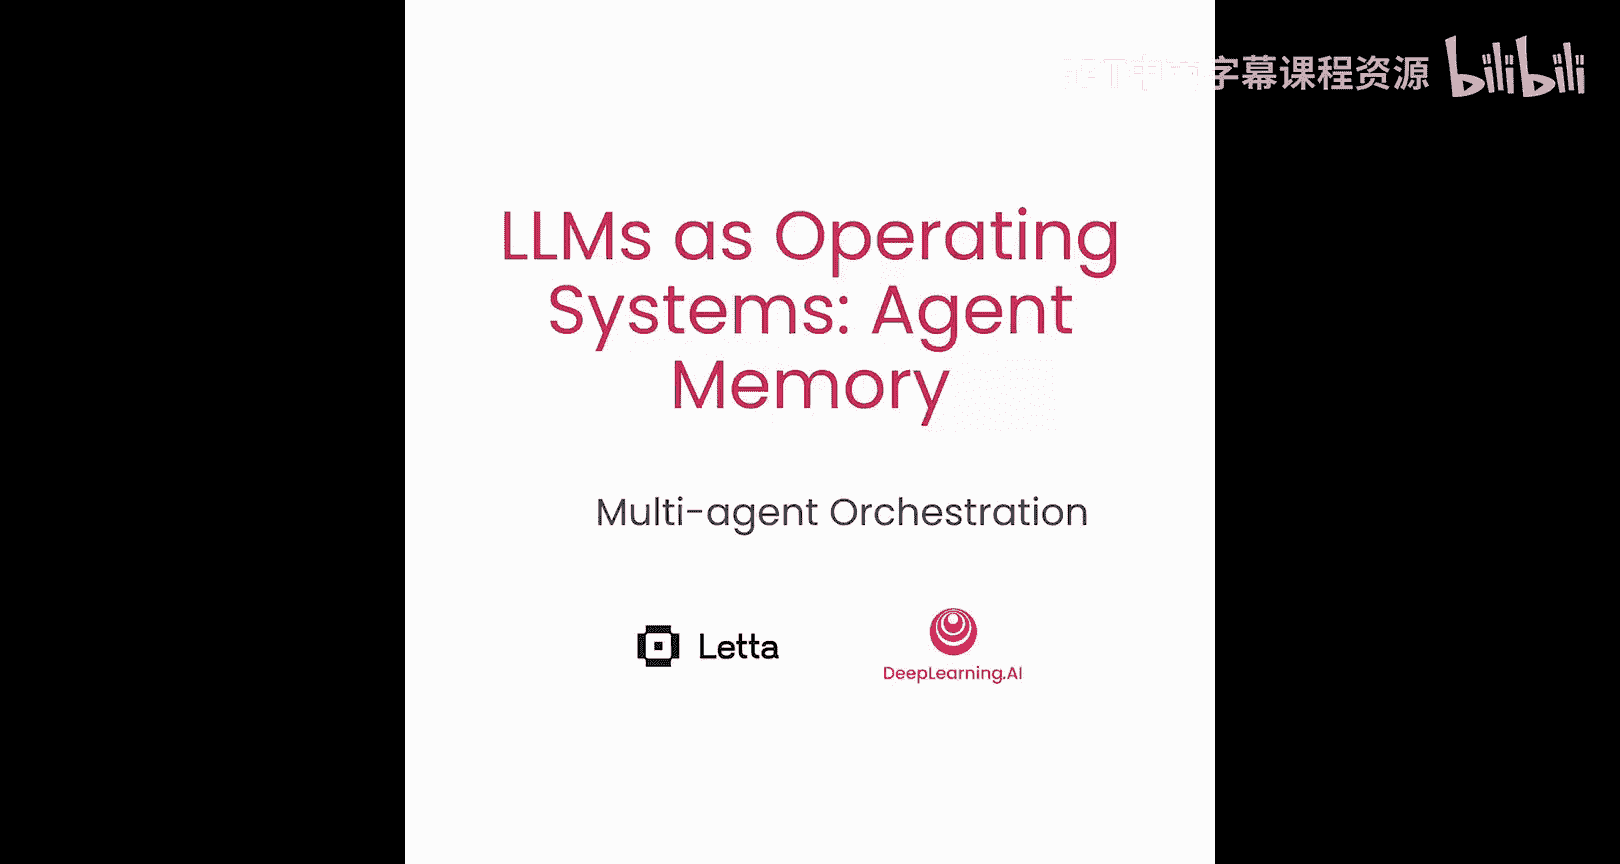 字幕课程资源 bilibili
LLMs as Operating
Systems: Agent
Memory
Multi-agent Orchestration
Letta
DeepLearning.AI